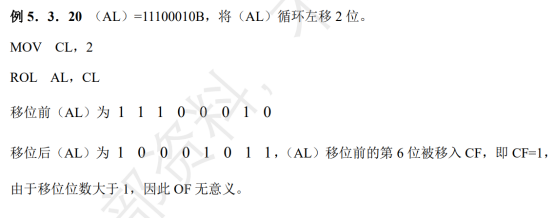 例 5．3．20 （AL）=11100010B，将（AL）循环左移 2 位。
MOV CL，2
ROL AL，CL
移位前（AL）为 1 1 1 0 0 0 1 0
移位后（AL）为 1 0 0 0 1 0 1 1，（AL）移位前的第 6 位被移入 CF，即 CF=1，
由于移位位数大于 1，因此 OF 无意义。
部资料，